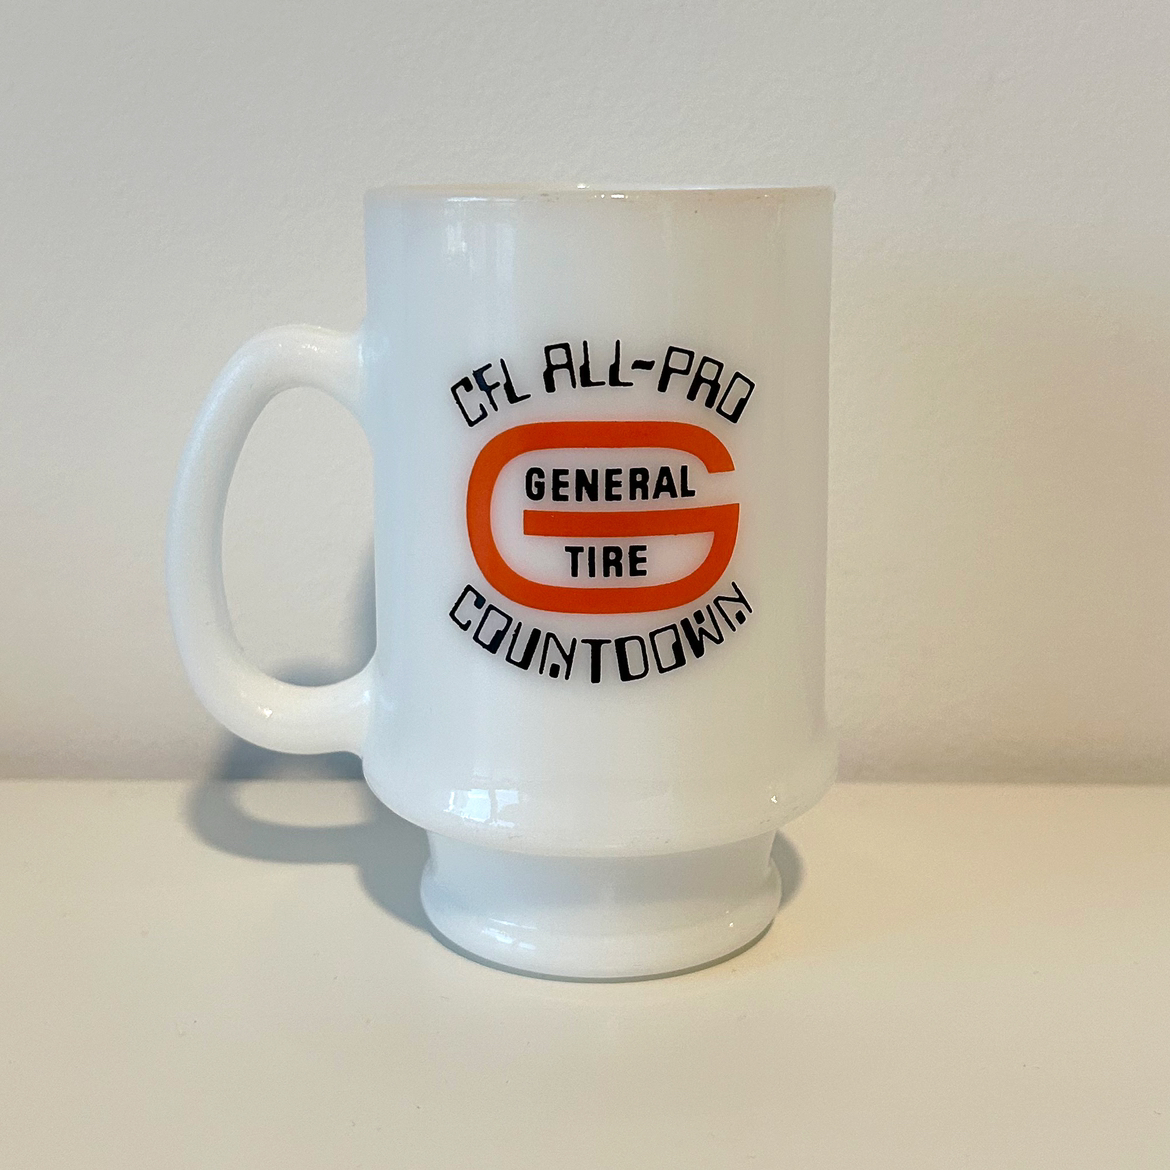 CFL ALL-PRO
GENERAL
TIRE
COUNTDOWN